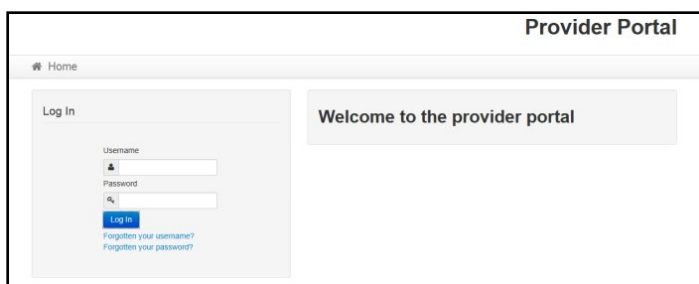 Provider Portal
Home
Log In
Username
Password
Log In
Forgotten your username?
Forgotten your password?
Welcome to the provider portal